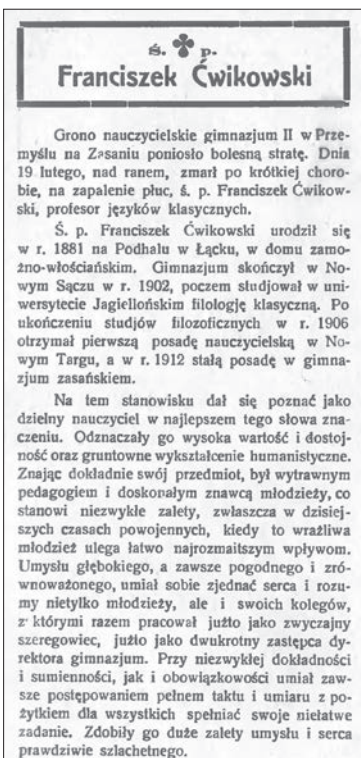 ś. p.
Franciszek Ćwikowski
Grono nauczycielskie gimnazjum II w Prze-
myślu na Zasaniu poniosło bolesną stratę. Dnia
19 lutego, nad ranem, zmarł po krótkiej choro-
bie, na zapalenie płuc, ś. p. Franciszek Ćwikow-
ski, profesor języków klasycznych.
Ś. p. Franciszek Ćwikowski urodził się
w r. 1881 na Podhalu w Łącku, w domu zamo-
żno-włościańskim. Gimnazjum skończył w No-
wym Sączu w r. 1902, poczem studjował w uni-
wersytecie Jagiellońskim filologję klasyczną. Po
ukończeniu studjów filozoficznych w r. 1906
otrzymał pierwszą posadę nauczycielską w No-
wym Targu, a w r. 1912 stałą posadę w gimna-
zjum zasańskiem.
Na tem stanowisku dał się poznać jako
dzielny nauczyciel w najlepszem tego słowa zna-
czeniu. Odznaczały go wysoka wartość i dostoj-
ność oraz gruntowne wykształcenie humanistyczne.
Znając dokładnie swój przedmiot, był wytrawnym
pedagogiem i doskonałym znawcą młodzieży, co
stanowi niezwykłe zalety, zwłaszcza w dzisiej-
szych czasach powojennych, kiedy to wrażliwa
młodzież ulega łatwo najrozmaitszym wpływom.
Umysłu głębokiego, a zawsze pogodnego i zró-
wnoważonego, umiał sobie zjednać serca i rozu-
my nietylko młodzieży, ale i swoich kolegów,
z którymi razem pracował jużto jako zwyczajny
szeregowiec, jużto jako dwukrotny zastępca dy-
rektora gimnazjum. Przy niezwykłej dokładności
i sumienności, jak i obowiązkowości umiał zaw-
sze postępowaniem pełnem taktu i umiaru z po-
żytkiem dla wszystkich spełniać swoje niełatwe
zadanie. Zdobiły go duże zalety umysłu i serca
prawdziwie szlachetnego.